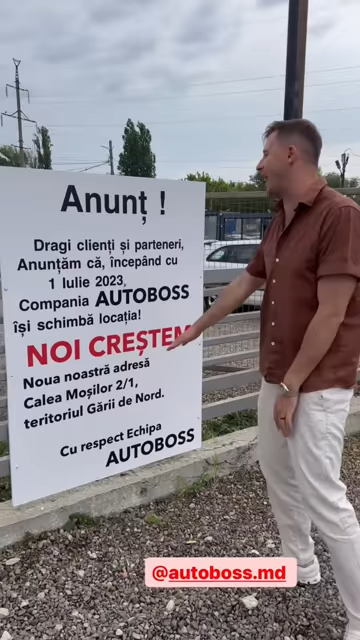 Anunț !
Dragi clienți și parteneri,
Anunțăm că, începând cu
1 Iulie 2023,
Compania AUTOBOSS
își schimbă locația!
NOI CREȘTEM
Noua noastră adresă
Calea Moșilor 2/1,
teritoriul Gării de Nord.
Cu respect Echipa
AUTOBOSS
@autoboss.md